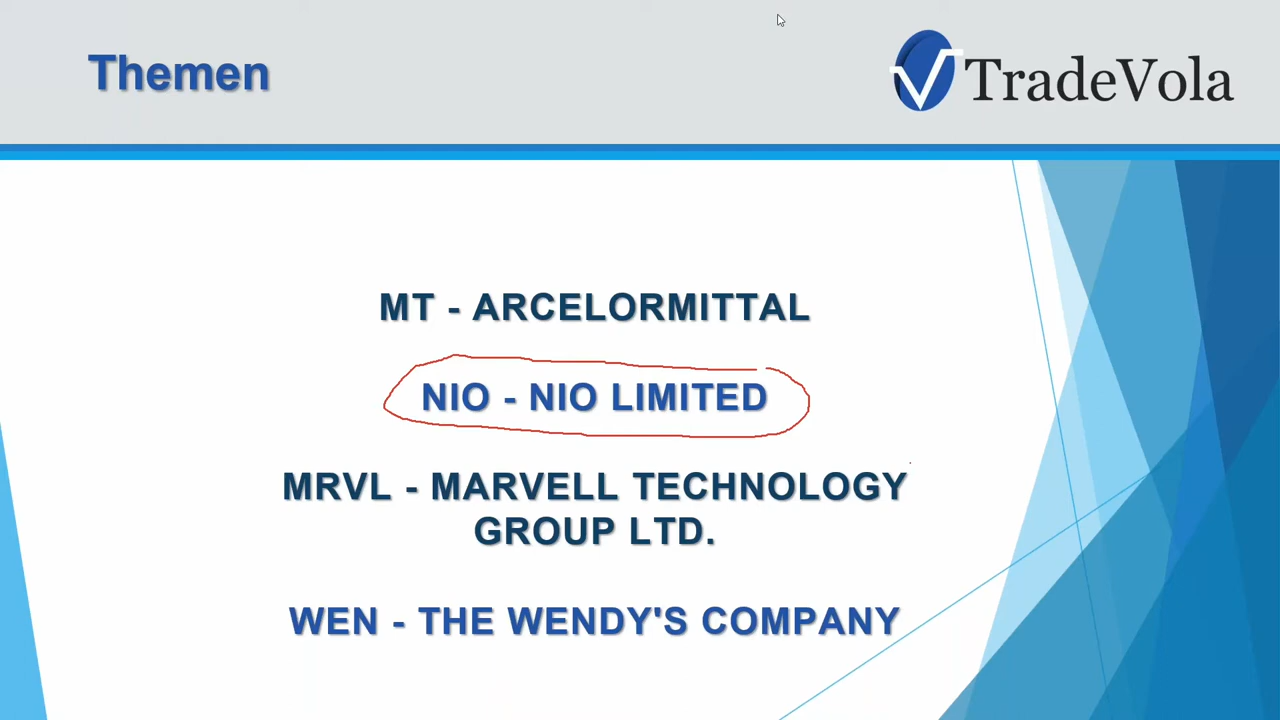 Themen
TradeVola
MT - ARCELORMITTAL
NIO - NIO LIMITED
MRVL - MARVELL TECHNOLOGY
GROUP LTD.
WEN - THE WENDY'S COMPANY